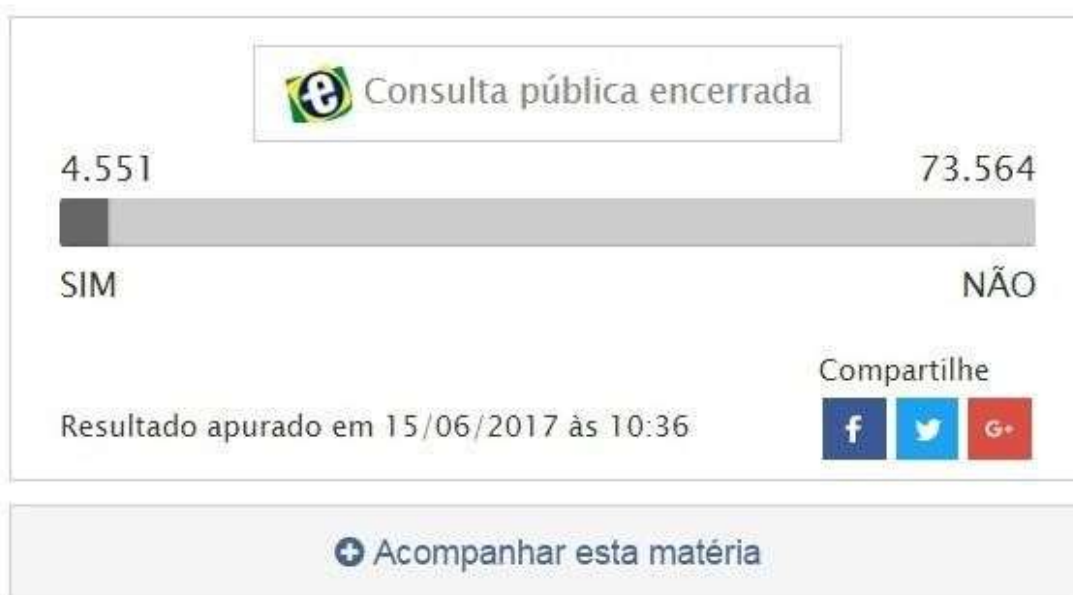 e Consulta pública encerrada
4.551 73.564
SIM NÃO
Compartilhe
Resultado apurado em 15/06/2017 às 10:36
f G+
Acompanhar esta matéria